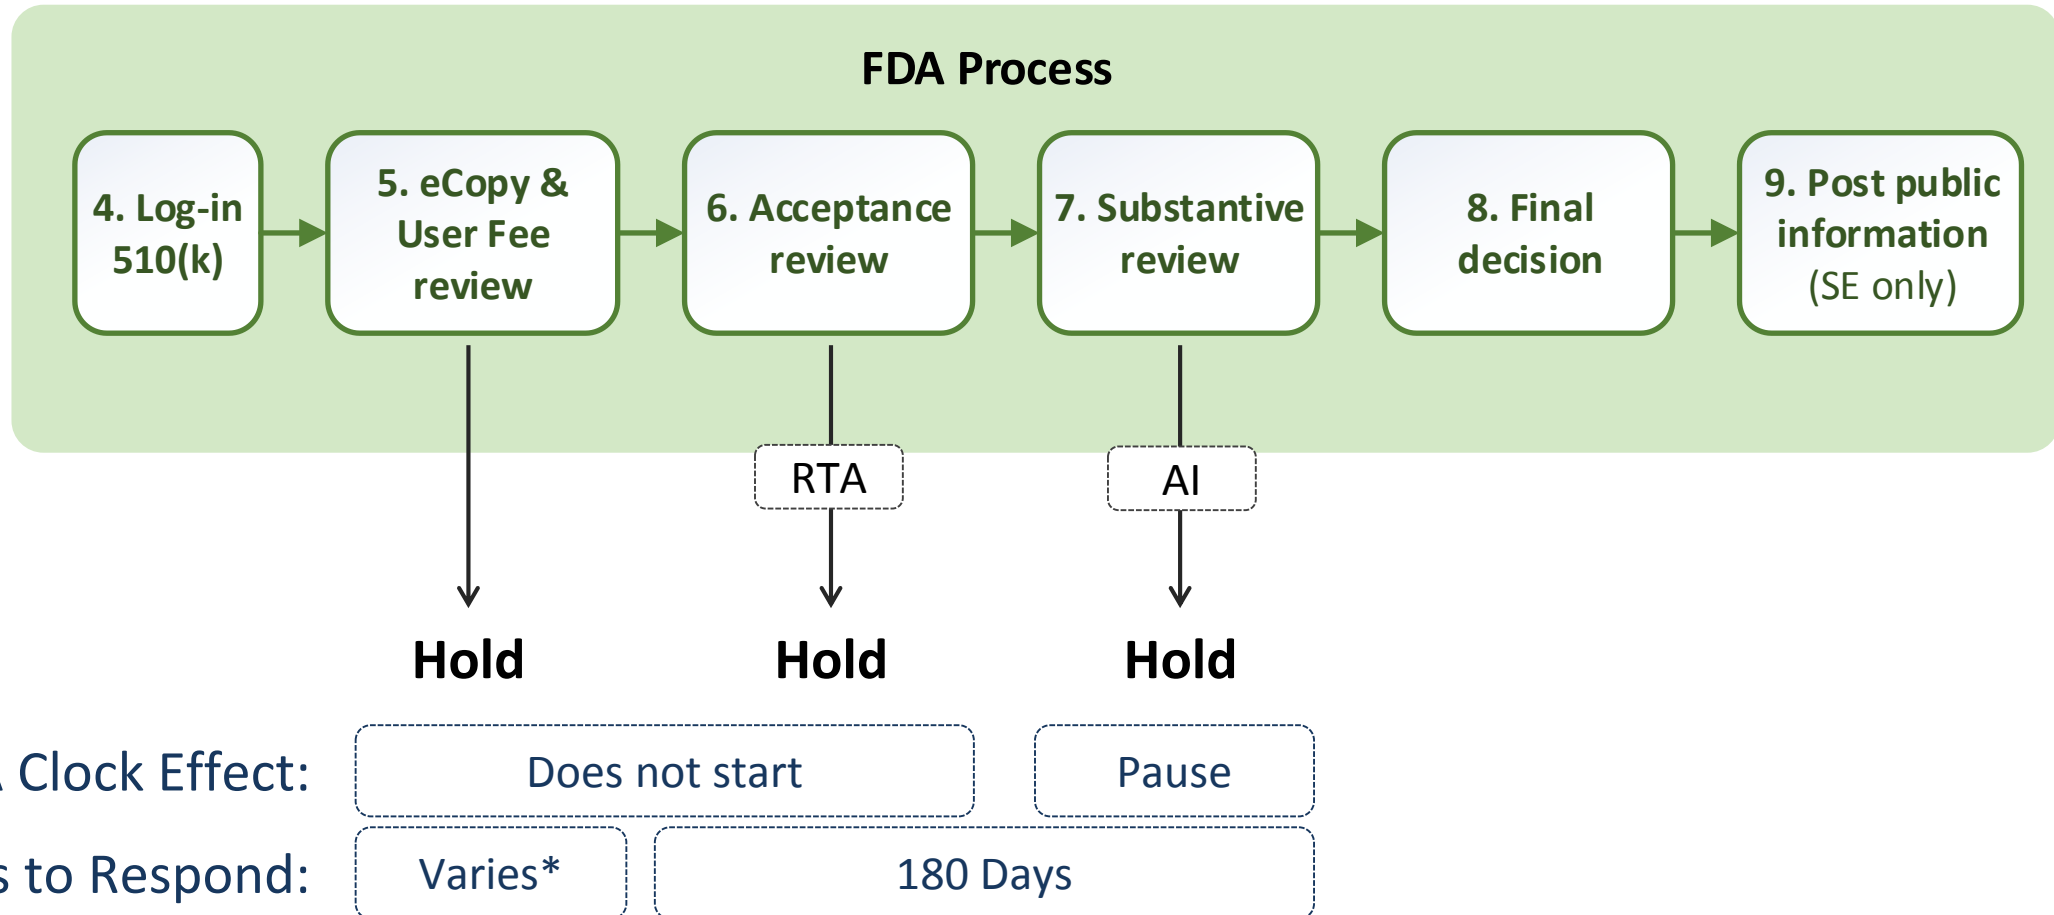 FDA Process
4. Log-in
510(k)
5. eCopy &
User Fee
review
6. Acceptance
review
7. Substantive
review
8. Final
decision
9. Post public
information
(SE only)
RTA
AI
Hold
Hold
Hold
Clock Effect:
Does not start
Pause
to Respond:
Varies*
180 Days